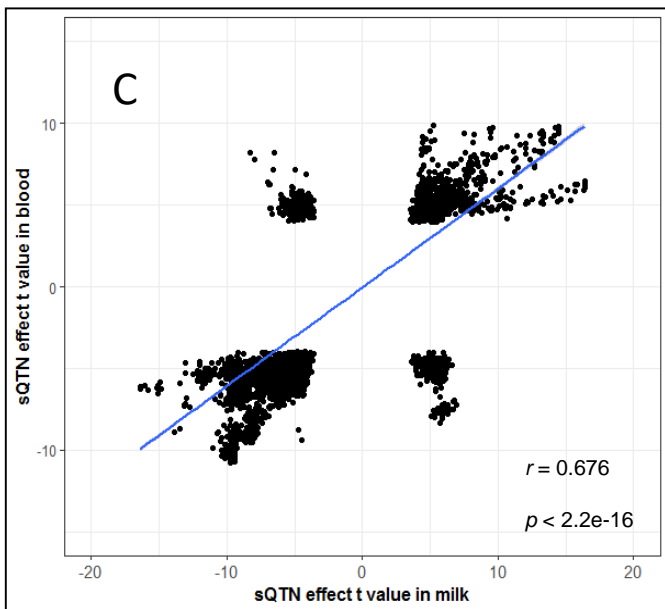 C
10
0
-10
sQTN effect t value in blood
r = 0.676
p < 2.2e-16
-20
-10
0
10
20
sQTN effect t value in milk